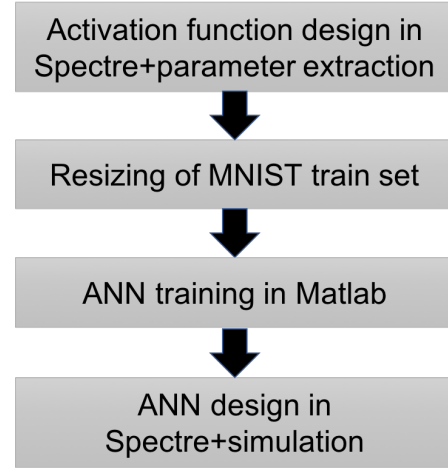 Activation function design in
Spectre+parameter extraction
Resizing of MNIST train set
ANN training in Matlab
ANN design in
Spectre+simulation